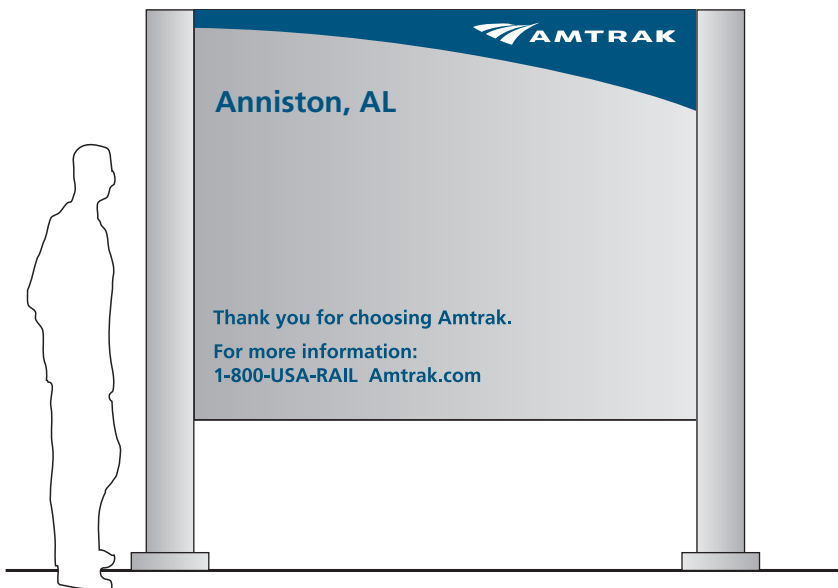 AMTRAK
Anniston, AL
Thank you for choosing Amtrak.
For more information:
1-800-USA-RAIL Amtrak.com